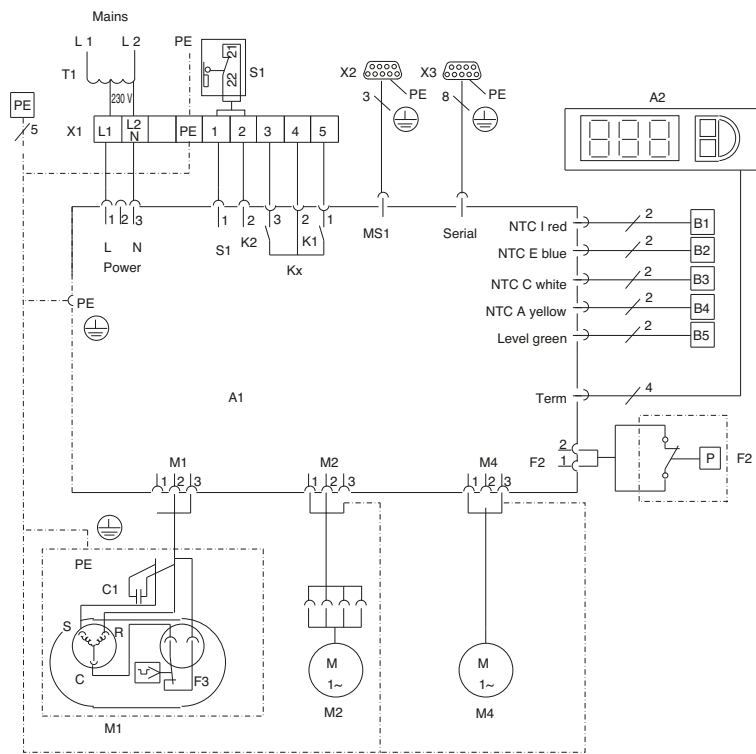 Mains
L 1 L 2 PE
T1
230 V
21
22
S1
X2 X3
PE PE
3 8
A2
PE
5
X1 L1 L2 N PE 1 2 3 4 5
1 2 3 1 2 3 2 1
L N S1 K2 K1
Power Kx
MS1 Serial
NTC I red 2 B1
NTC E blue 2 B2
NTC C white 2 B3
NTC A yellow 2 B4
Level green 2 B5
PE
A1
Term 4
2
1
F2
P F2
M1 M2 M4
1 2 3 1 2 3 1 2 3
PE
C1
S R
C F3
M1
M
1~
M2
M
1~
M4